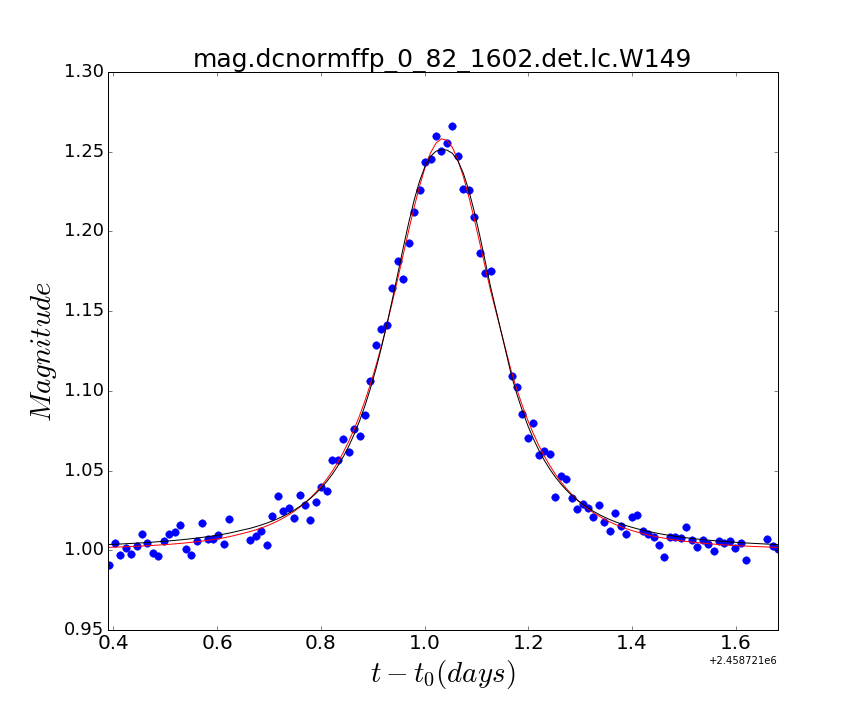 mag.dcnormffp_0_82_1602.det.lc.W149
1.30
1.25
1.20
1.15
1.10
1.05
1.00
0.95
Magnitude
0.4 0.6 0.8 1.0 1.2 1.4 1.6
+2.458721e6
t − t₀(days)